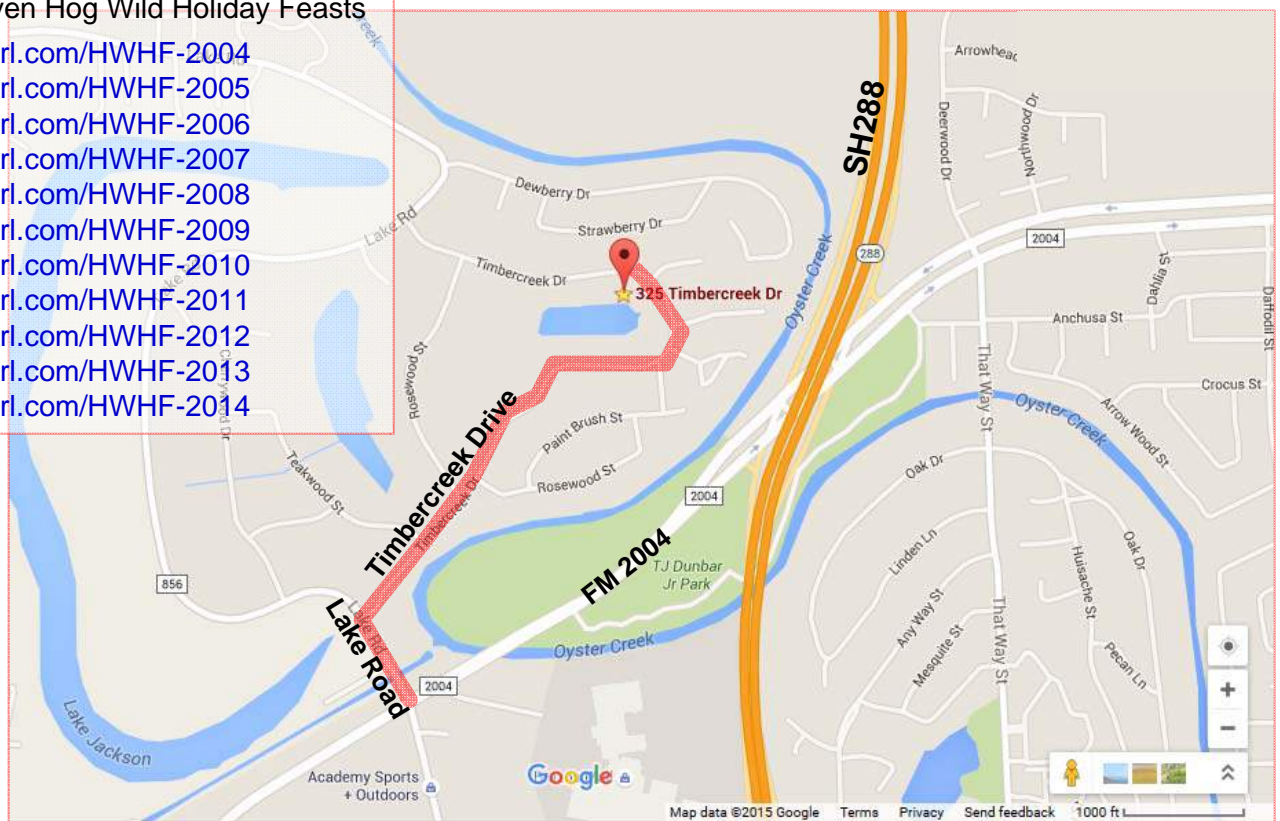 ven Hog Wild Holiday Feasts
rl.com/HWHF-2004
rl.com/HWHF-2005
rl.com/HWHF-2006
rl.com/HWHF-2007
rl.com/HWHF-2008
rl.com/HWHF-2009
rl.com/HWHF-2010
rl.com/HWHF-2011
rl.com/HWHF-2012
rl.com/HWHF-2013
rl.com/HWHF-2014
SH288
Arrowhead
Deerwood Dr
Northwood Dr
Dewberry Dr
Strawberry Dr
Lake Rd
Timbercreek Dr
325 Timbercreek Dr
Oyster Creek
288
2004
Dahlia St
Daffodil St
Anchusa St
Crocus St
That Way St
Oyster Creek
Arrow Wood St
Rosewood St
Cherrywood Dr
Timbercreek Drive
Timbercreek Dr
Paint Brush St
Rosewood St
Teakwood St
2004
FM 2004
TJ Dunbar
Jr Park
Oak Dr
Linden Ln
Any Way St
Mesquite St
That Way St
Huisache St
Oak Dr
Pecan Ln
856
Lake Road
Lake Rd
Oyster Creek
2004
Lake Jackson
Academy Sports
+ Outdoors
Google
Map data ©2015 Google Terms Privacy Send feedback 1000 ft